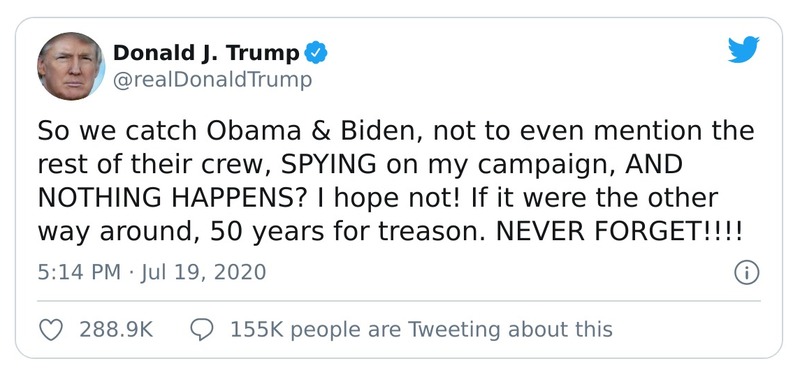 Donald J. Trump
@realDonaldTrump
So we catch Obama & Biden, not to even mention the
rest of their crew, SPYING on my campaign, AND
NOTHING HAPPENS? I hope not! If it were the other
way around, 50 years for treason. NEVER FORGET!!!!
5:14 PM · Jul 19, 2020
288.9K 155K people are Tweeting about this